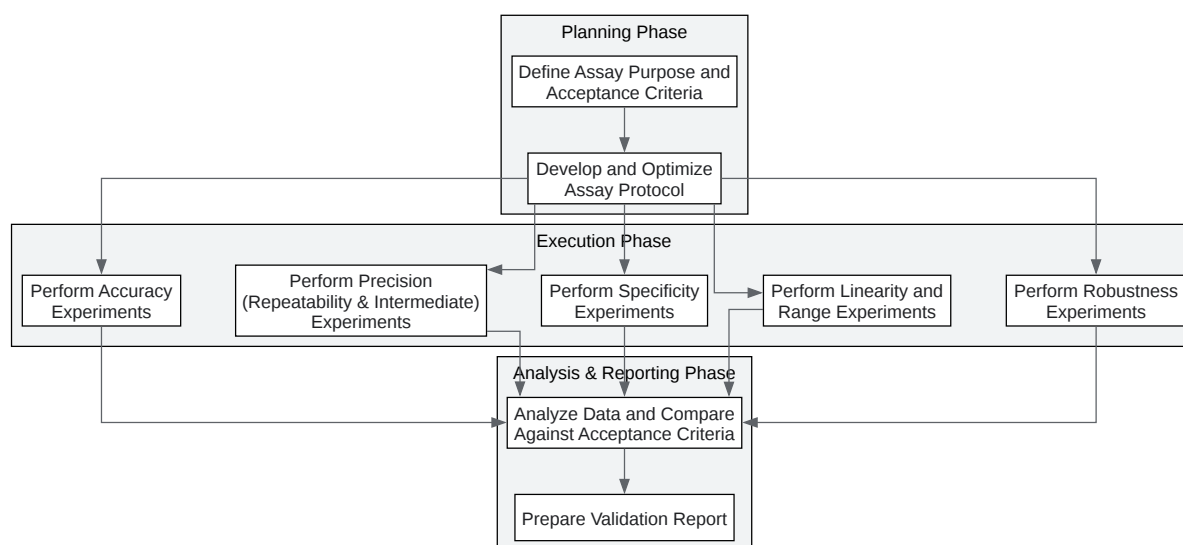 Planning Phase
Define Assay Purpose and
Acceptance Criteria
Develop and Optimize
Assay Protocol
Execution Phase
Perform Accuracy
Experiments
Perform Precision
(Repeatability & Intermediate)
Experiments
Perform Specificity
Experiments
Perform Linearity and
Range Experiments
Perform Robustness
Experiments
Analysis & Reporting Phase
Analyze Data and Compare
Against Acceptance Criteria
Prepare Validation Report